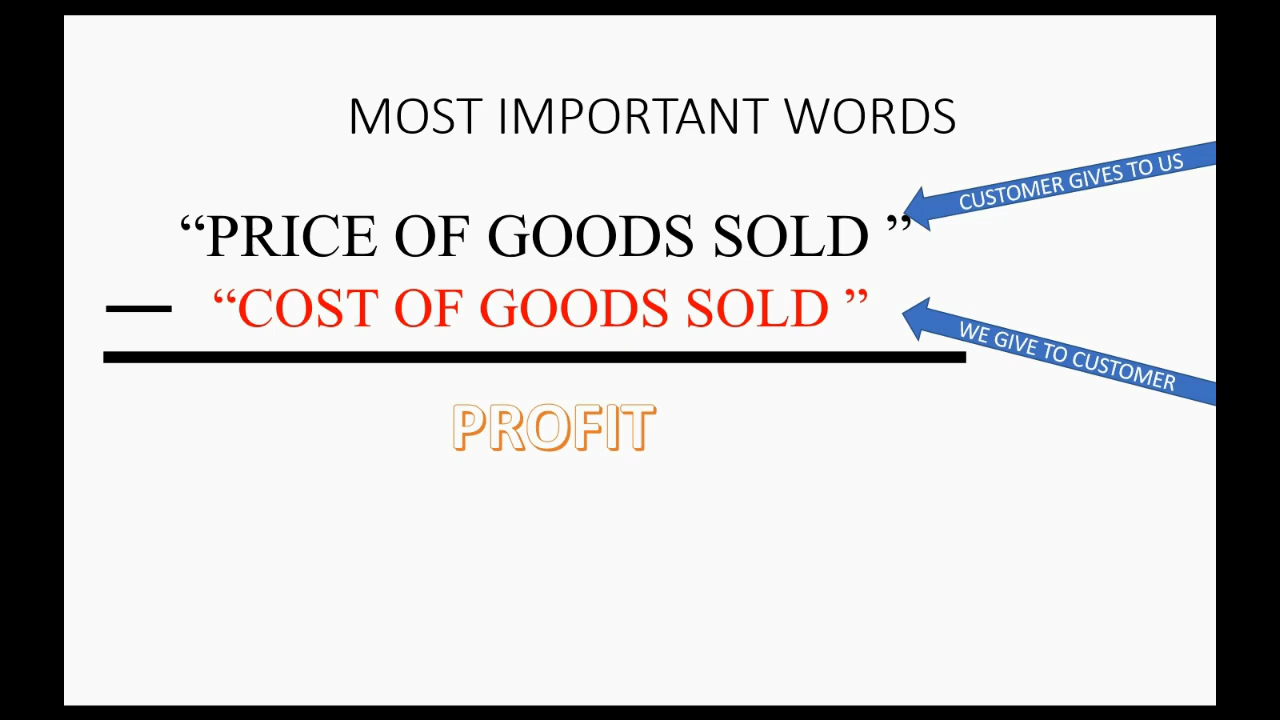 MOST IMPORTANT WORDS
CUSTOMER GIVES TO US
“PRICE OF GOODS SOLD ”
— “COST OF GOODS SOLD ”
WE GIVE TO CUSTOMER
PROFIT